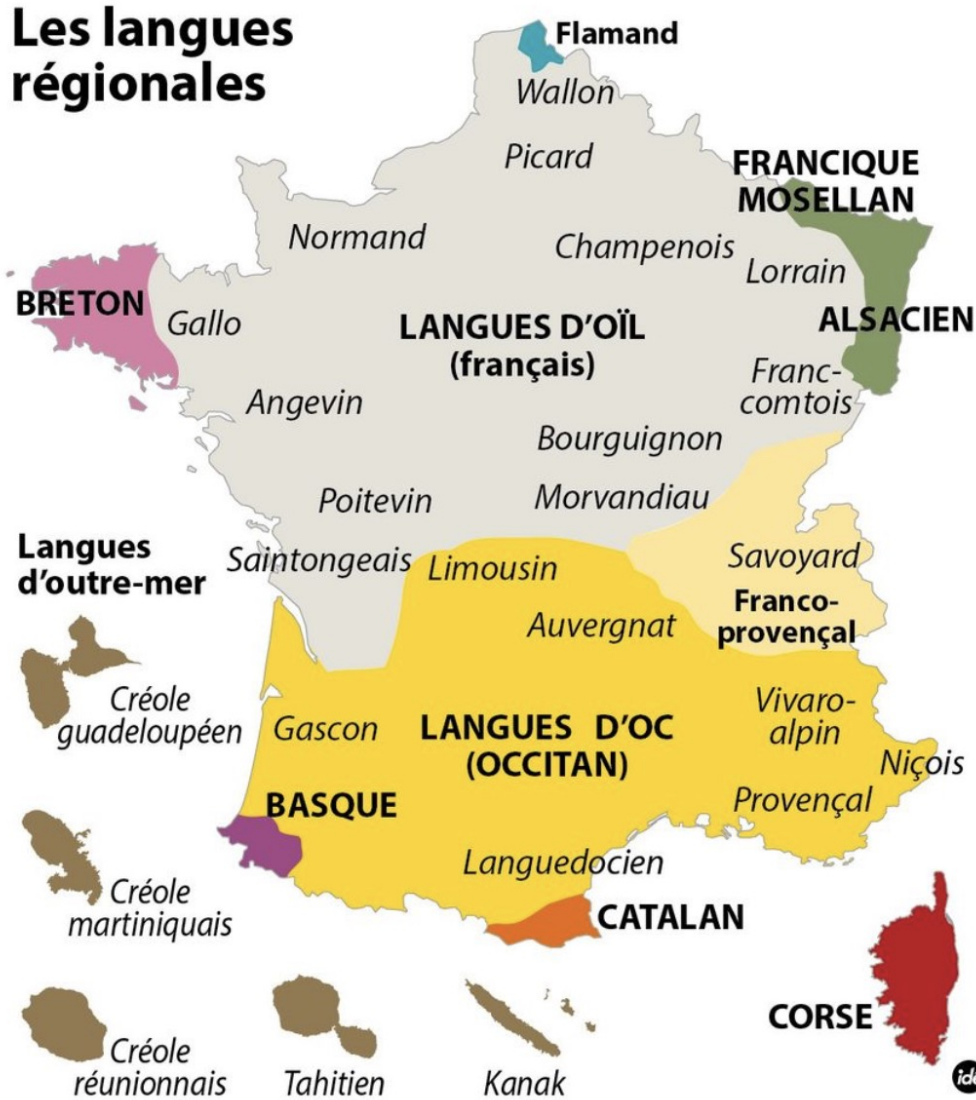 Les langues
régionales
Flamand
Wallon
Picard
FRANCIQUE
MOSELLAN
Normand
Champenois
Lorrain
BRETON
Gallo
LANGUES D'OÏL
(français)
ALSACIEN
Franc-
comtois
Angevin
Bourguignon
Poitevin
Morvandiau
Saintongeais
Limousin
Savoyard
Franco-
provençal
Auvergnat
Langues
d'outre-mer
Créole
guadeloupéen
Gascon
LANGUES D'OC
(OCCITAN)
Vivaro-
alpin
Niçois
BASQUE
Provençal
Languedocien
Créole
martiniquais
CATALAN
CORSE
Créole
réunionnais
Tahitien
Kanak